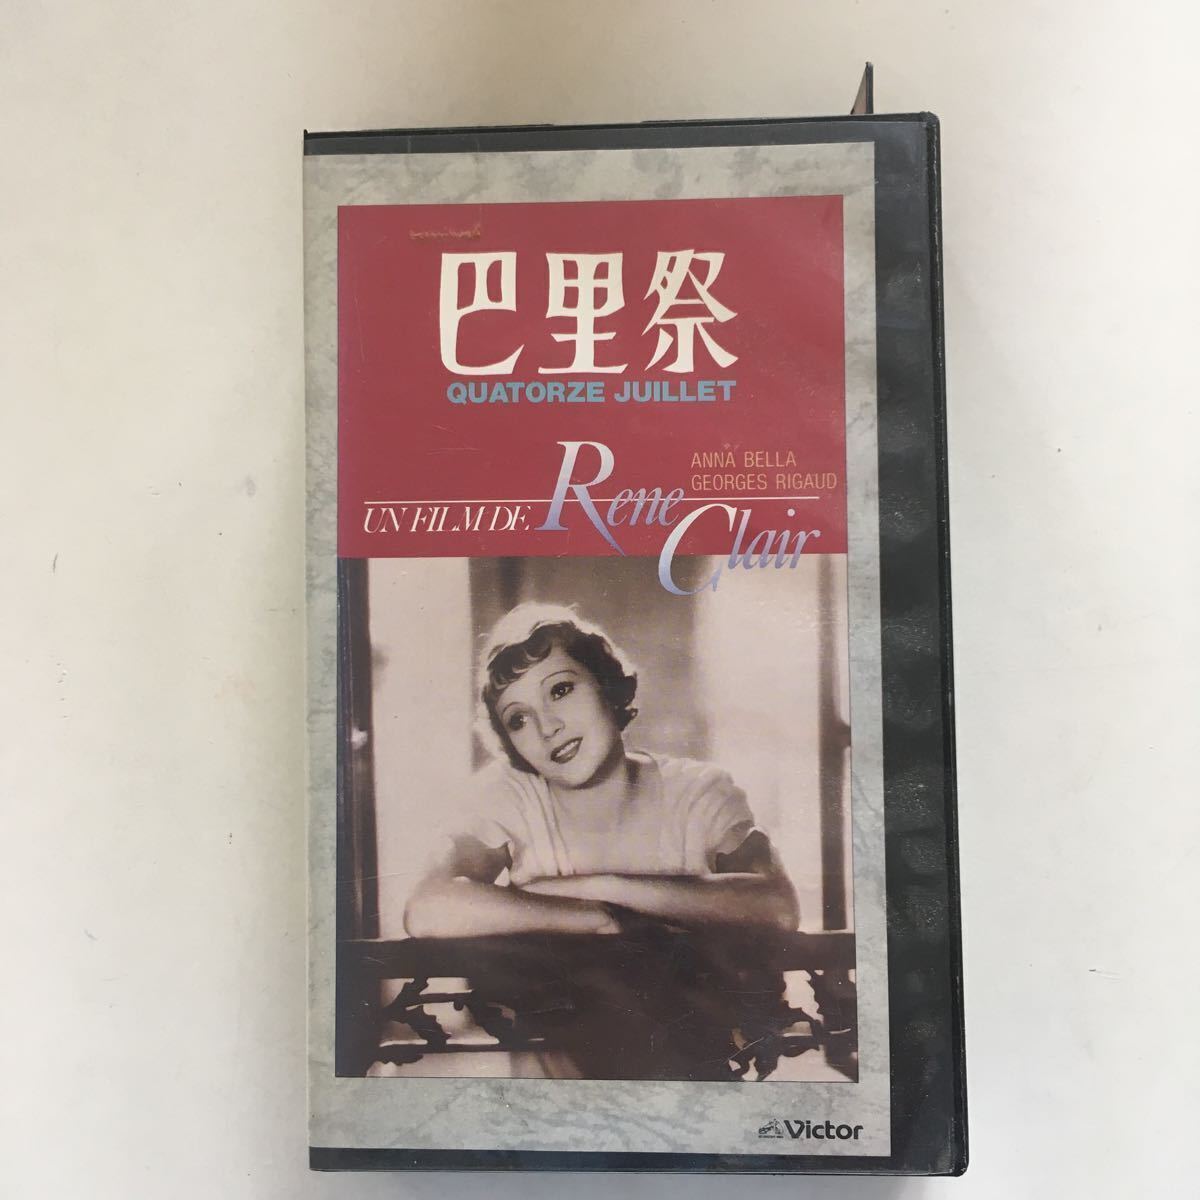 巴里祭
QUATORZE JUILLET
ANNA BELLA
GEORGES RIGAUD
UN FILM DE Rene Clair
Victor